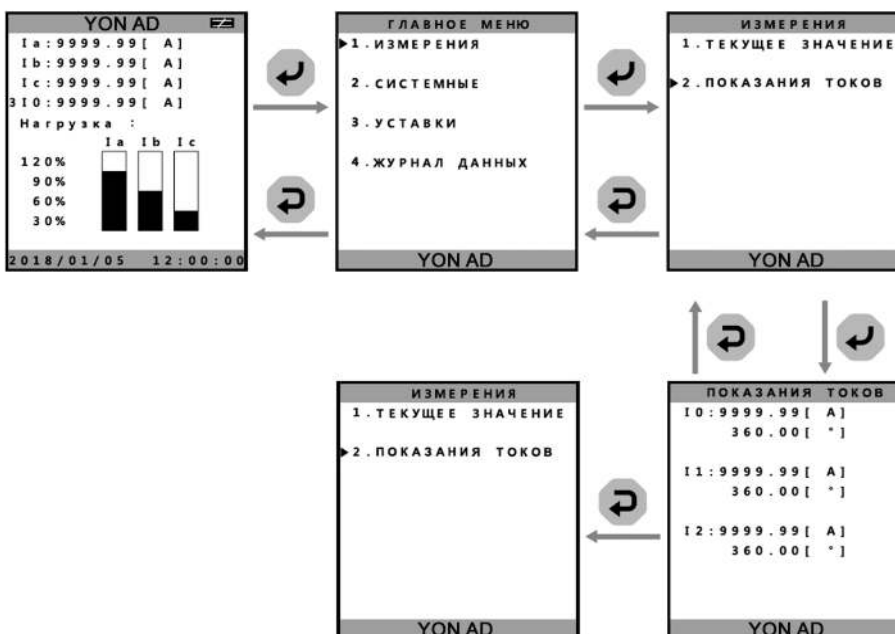 YON AD
Ia:9999.99[ A]
Ib:9999.99[ A]
Ic:9999.99[ A]
3I0:9999.99[ A]
Нагрузка :
Ia Ib Ic
120%
90%
60%
30%
2018/01/05 12:00:00
ГЛАВНОЕ МЕНЮ
1.ИЗМЕРЕНИЯ
2.СИСТЕМНЫЕ
3.УСТАВКИ
4.ЖУРНАЛ ДАННЫХ
YON AD
ИЗМЕРЕНИЯ
1.ТЕКУЩЕЕ ЗНАЧЕНИЕ
2.ПОКАЗАНИЯ ТОКОВ
YON AD
ИЗМЕРЕНИЯ
1.ТЕКУЩЕЕ ЗНАЧЕНИЕ
2.ПОКАЗАНИЯ ТОКОВ
YON AD
ПОКАЗАНИЯ ТОКОВ
I0:9999.99[ A]
360.00[ °]
I1:9999.99[ A]
360.00[ °]
I2:9999.99[ A]
360.00[ °]
YON AD